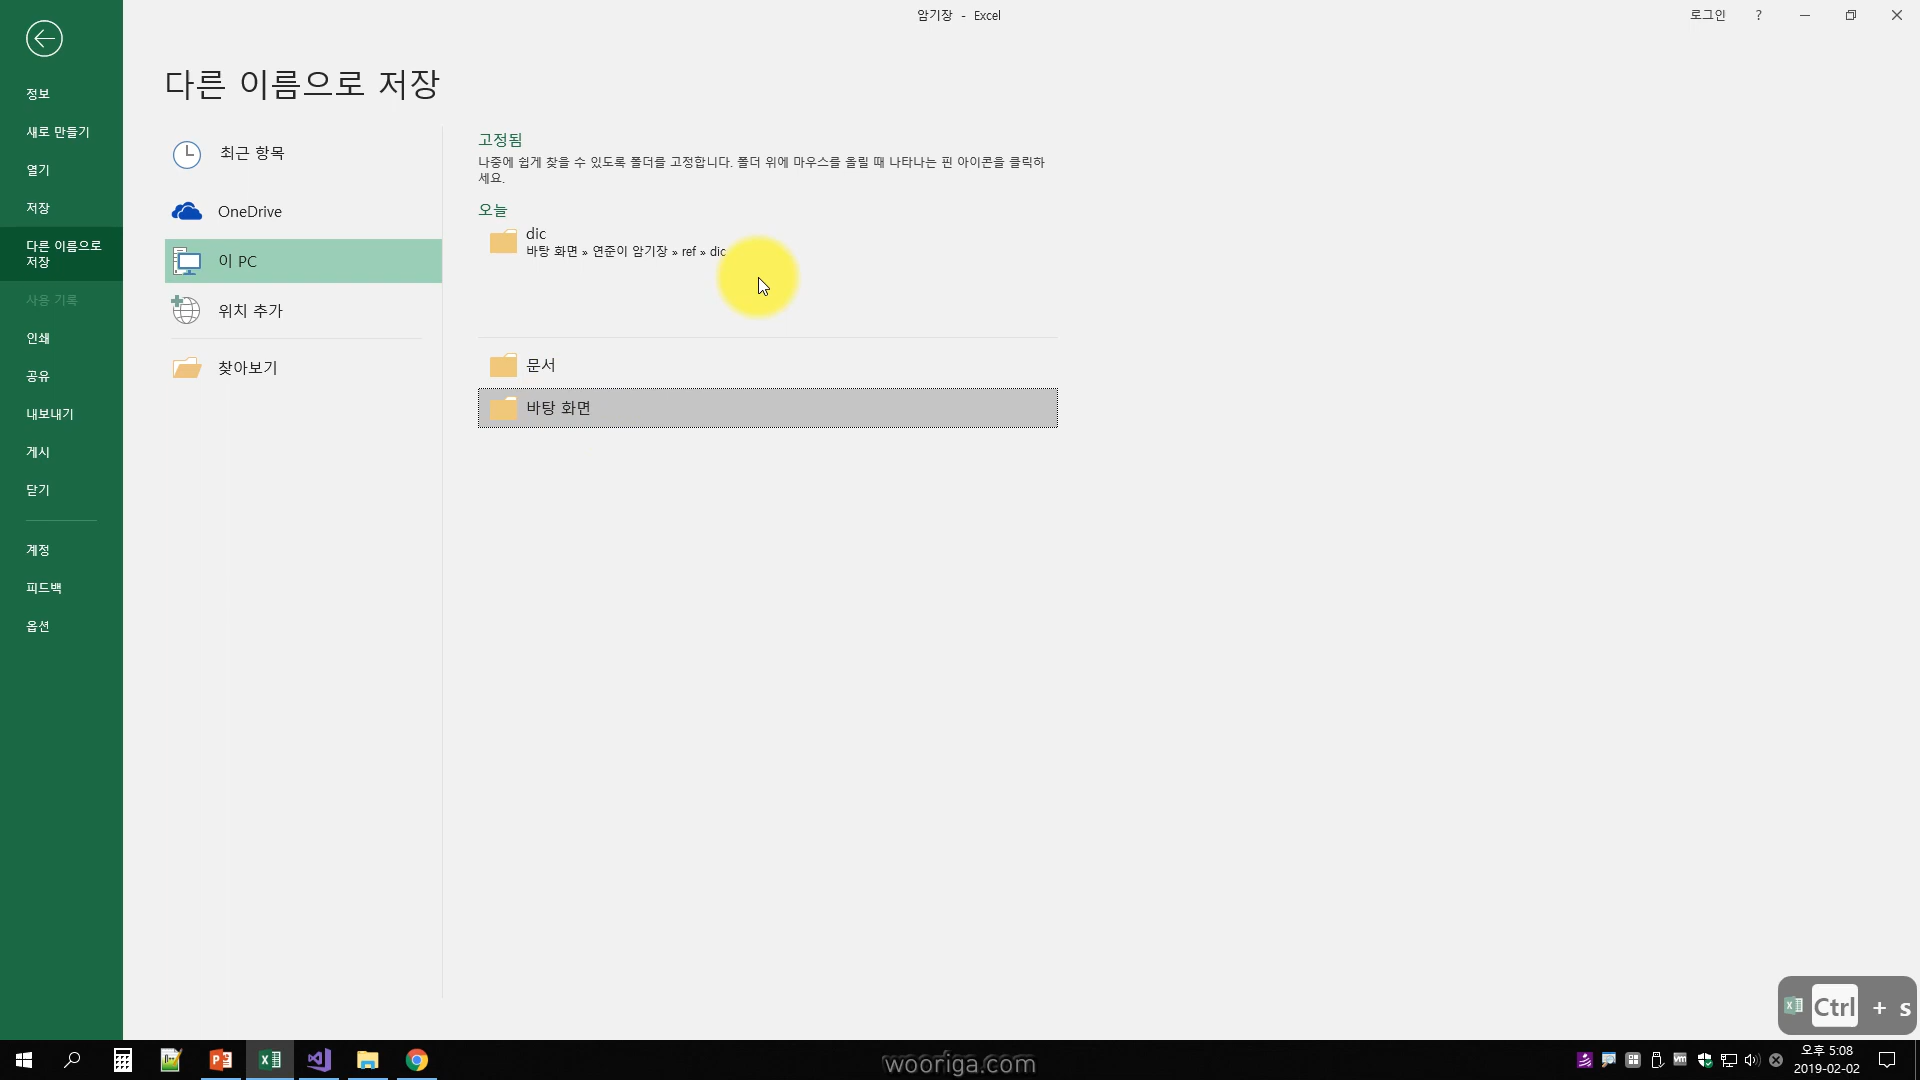 암기장 - Excel
로그인
?
정보
새로 만들기
열기
저장
다른 이름으로
저장
사용 기록
인쇄
공유
내보내기
게시
닫기
계정
피드백
옵션
다른 이름으로 저장
최근 항목
OneDrive
이 PC
위치 추가
찾아보기
고정됨
나중에 쉽게 찾을 수 있도록 폴더를 고정합니다. 폴더 위에 마우스를 올릴 때 나타나는 핀 아이콘을 클릭하
세요.
오늘
dic
바탕 화면 » 연준이 암기장 » ref » dic
문서
바탕 화면
Ctrl + s
wooriga.com
오후 5:08
2019-02-02